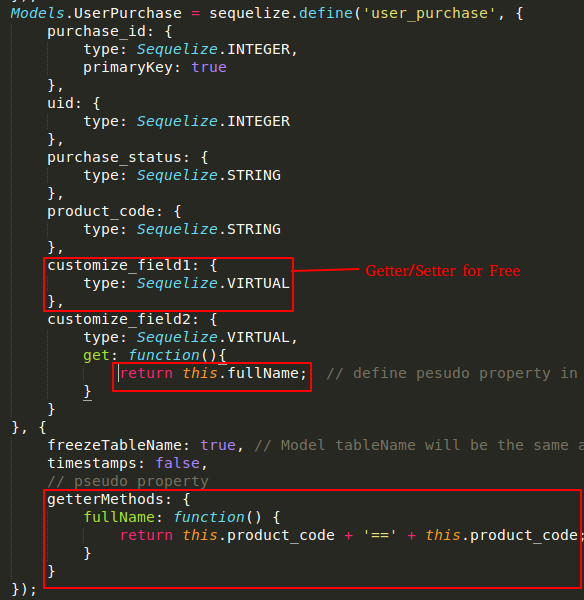 });
Models.UserPurchase = sequelize.define('user_purchase', {
purchase_id: {
type: Sequelize.INTEGER,
primaryKey: true
},
uid: {
type: Sequelize.INTEGER
},
purchase_status: {
type: Sequelize.STRING
},
product_code: {
type: Sequelize.STRING
},
customize_field1: {
Getter/Setter for Free
type: Sequelize.VIRTUAL
},
customize_field2: {
type: Sequelize.VIRTUAL,
get: function(){
return this.fullName; // define pesudo property in
}
}
}, {
freezeTableName: true, // Model tableName will be the same a
timestamps: false,
// pseudo property
getterMethods: {
fullName: function() {
return this.product_code + '==' + this.product_code;
}
}
});